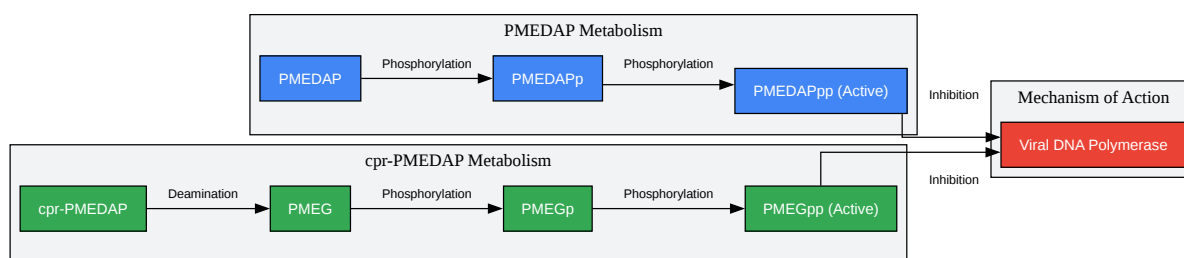 PMEDAP Metabolism
PMEDAP
Phosphorylation
PMEDAPp
Phosphorylation
PMEDAPpp (Active)
Inhibition
Mechanism of Action
Viral DNA Polymerase
cpr-PMEDAP Metabolism
cpr-PMEDAP
Deamination
PMEG
Phosphorylation
PMEGp
Phosphorylation
PMEGpp (Active)
Inhibition